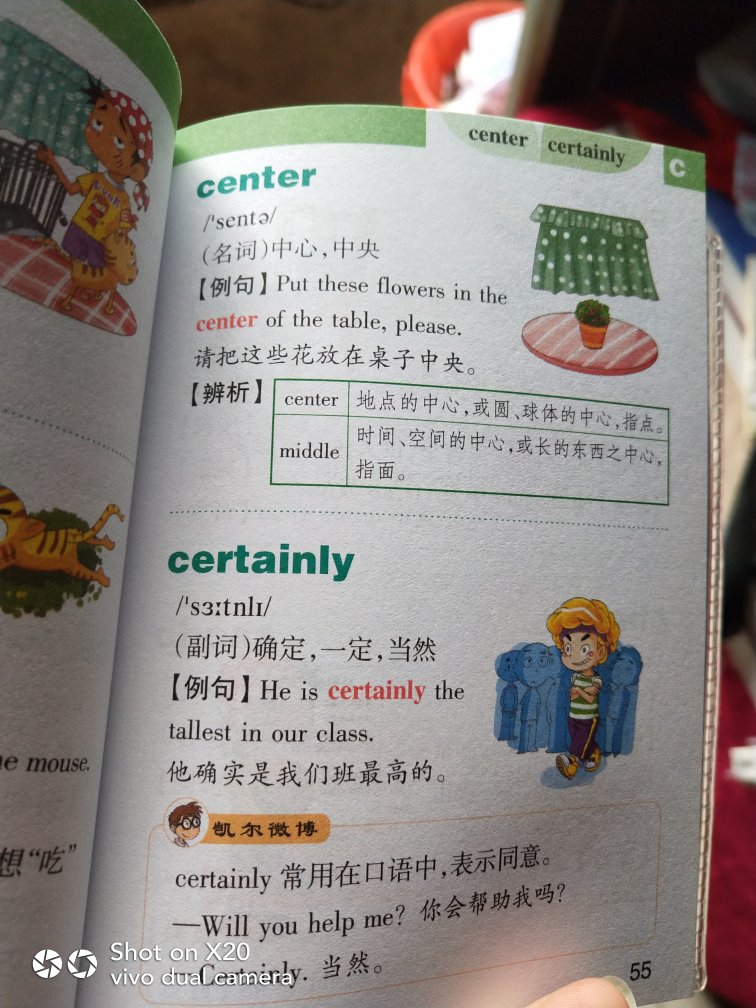 center certainly C
center
/'sentə/
(名词)中心,中央
【例句】Put these flowers in the
center of the table, please.
请把这些花放在桌子中央。
【辨析】
center 地点的中心,或圆、球体的中心,指点。
middle 时间、空间的中心,或长的东西之中心,
指面。
certainly
/'sɜːtnlɪ/
(副词)确定,一定,当然
【例句】He is certainly the
tallest in our class.
他确实是我们班最高的。
凯尔微博
certainly 常用在口语中,表示同意。
—Will you help me? 你会帮助我吗?
—Certainly. 当然。
55
mouse.
想“吃”
Shot on X20
vivo dual camera